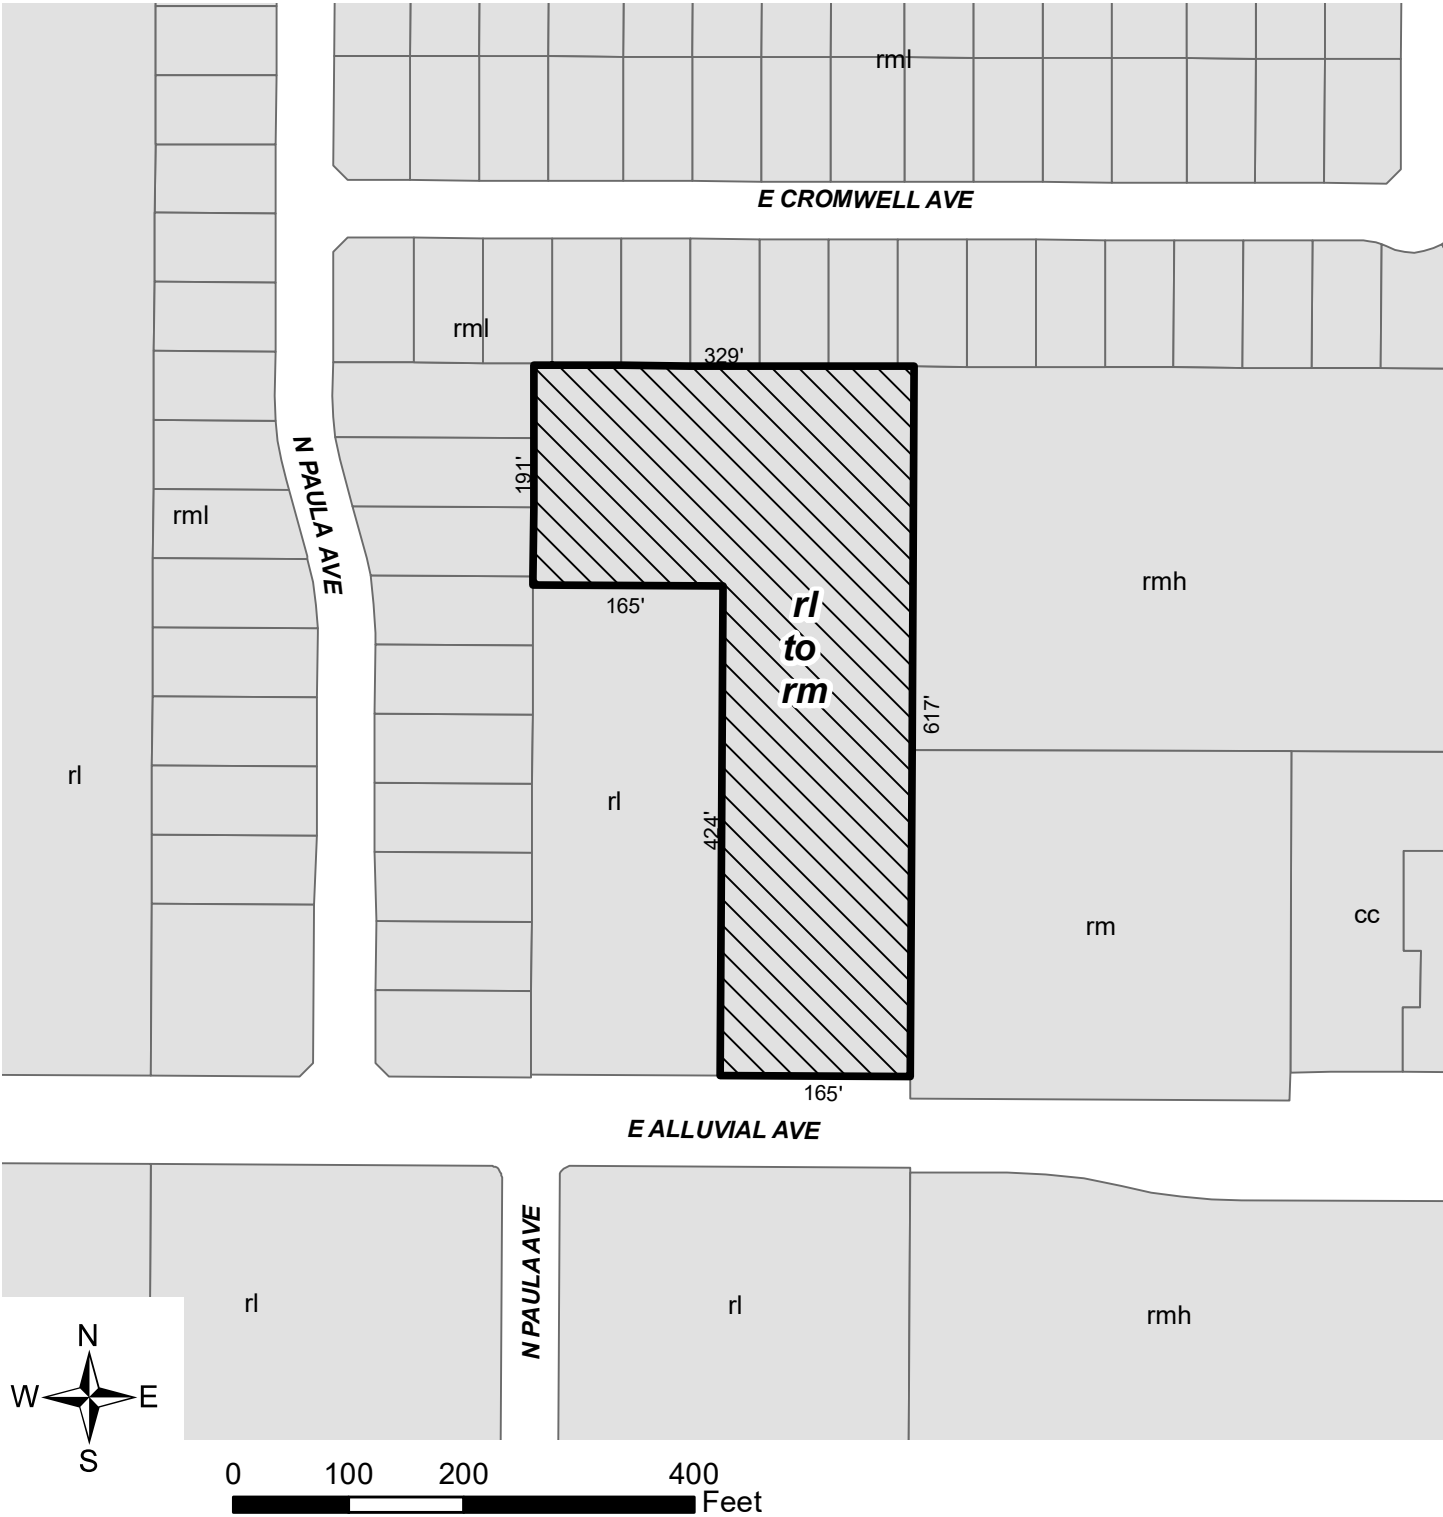 rml
E CROMWELL AVE
rml
329'
191'
N PAULA AVE
rml
165'
rl
to
rm
rmh
617'
rl
rl
424'
rm
cc
165'
E ALLUVIAL AVE
N PAULA AVE
rl
rl
rmh
N
W
E
S
0 100 200 400
Feet